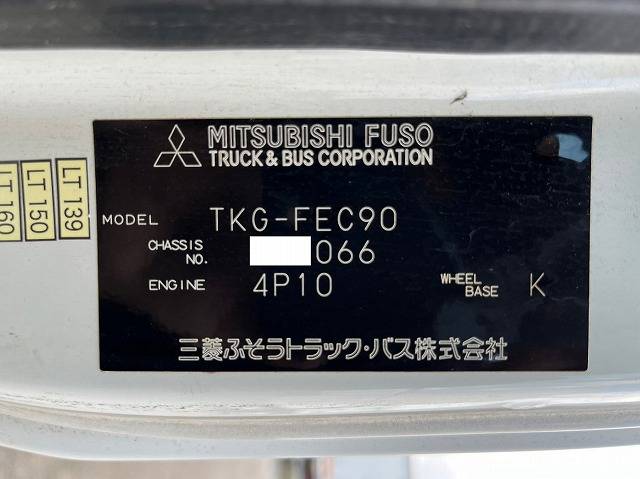 MITSUBISHI FUSO
TRUCK & BUS CORPORATION
LT 160
LT 150
LT 139
MODEL TKG-FEC90
CHASSIS NO. 066
ENGINE 4P10 WHEEL BASE K
三菱ふそうトラック・バス株式会社